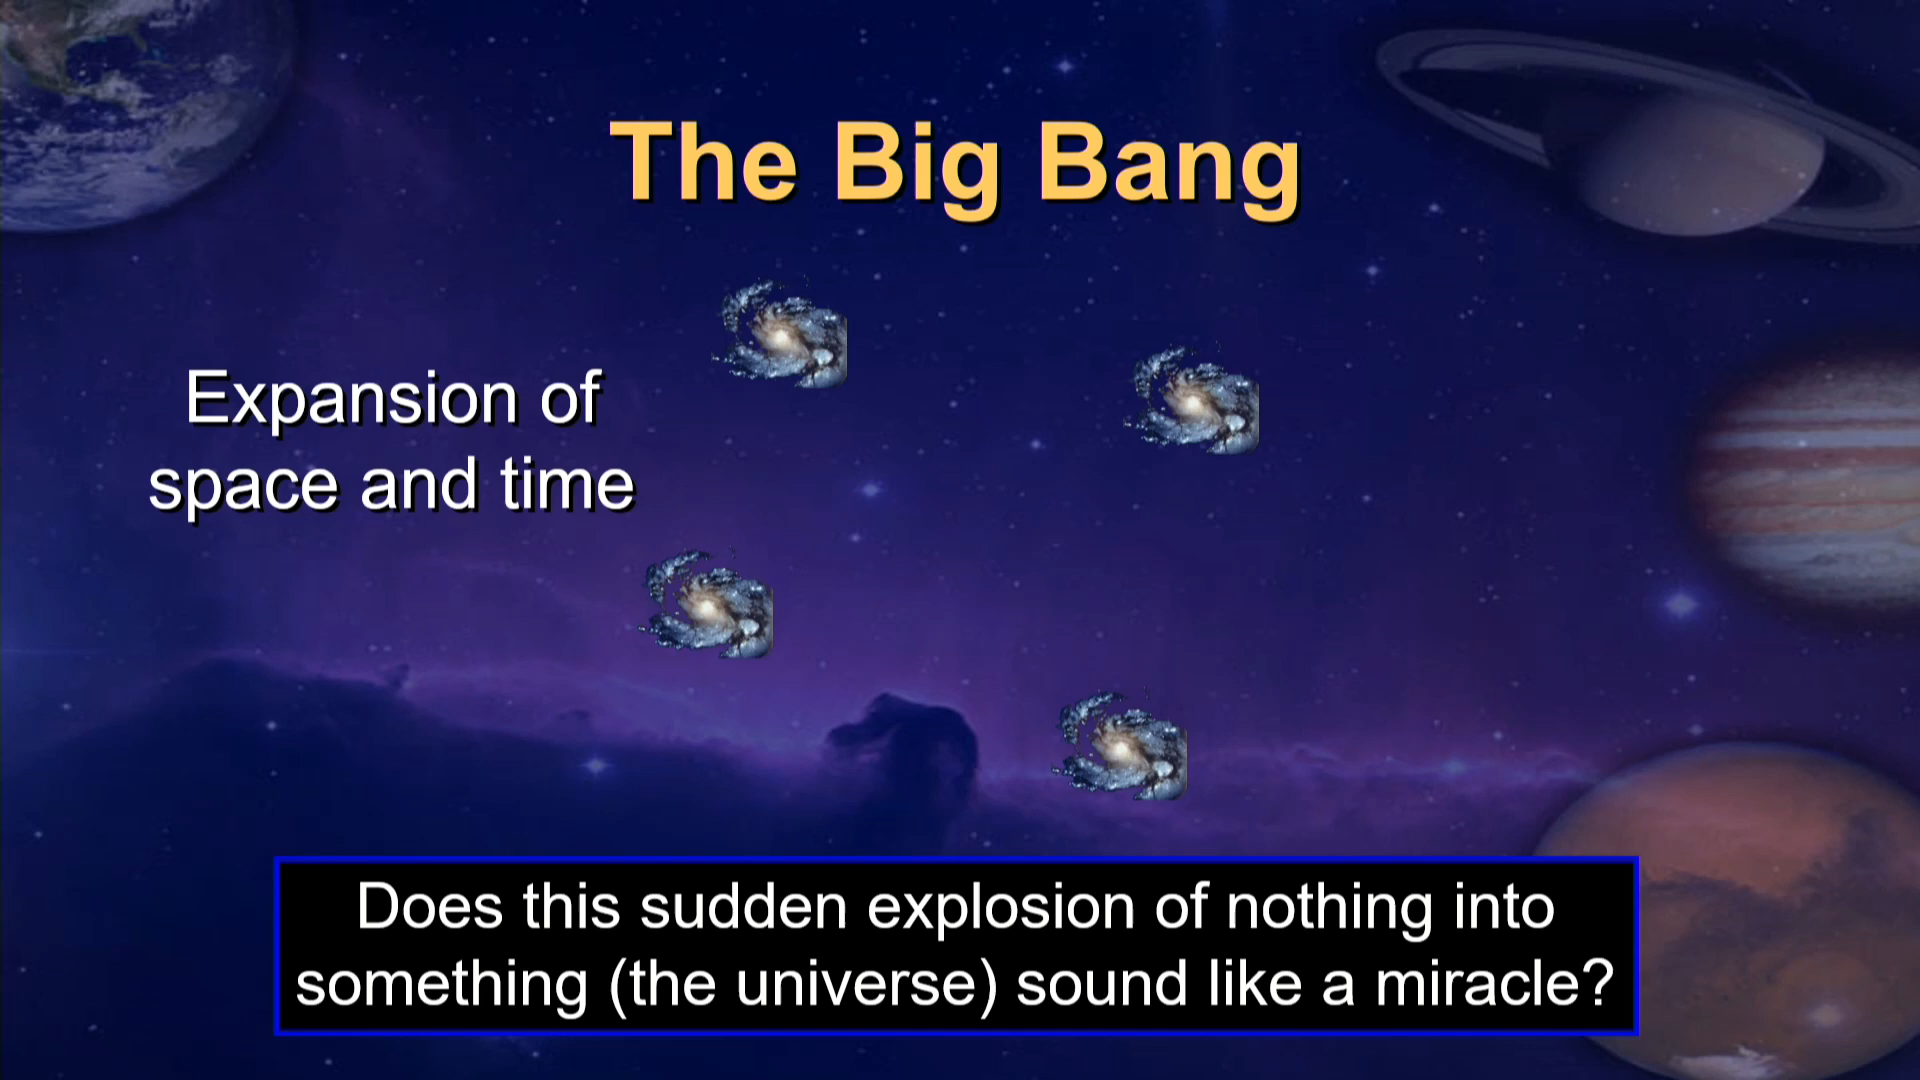 The Big Bang
Expansion of
space and time
Does this sudden explosion of nothing into
something (the universe) sound like a miracle?